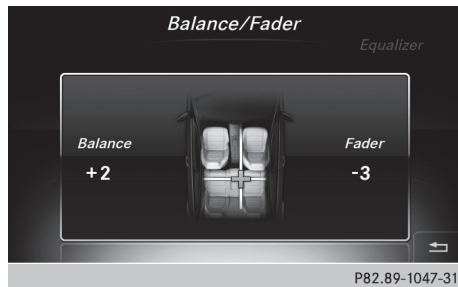 Balance/Fader
Equalizer
Balance
Fader
+2
-3
P82.89-1047-31